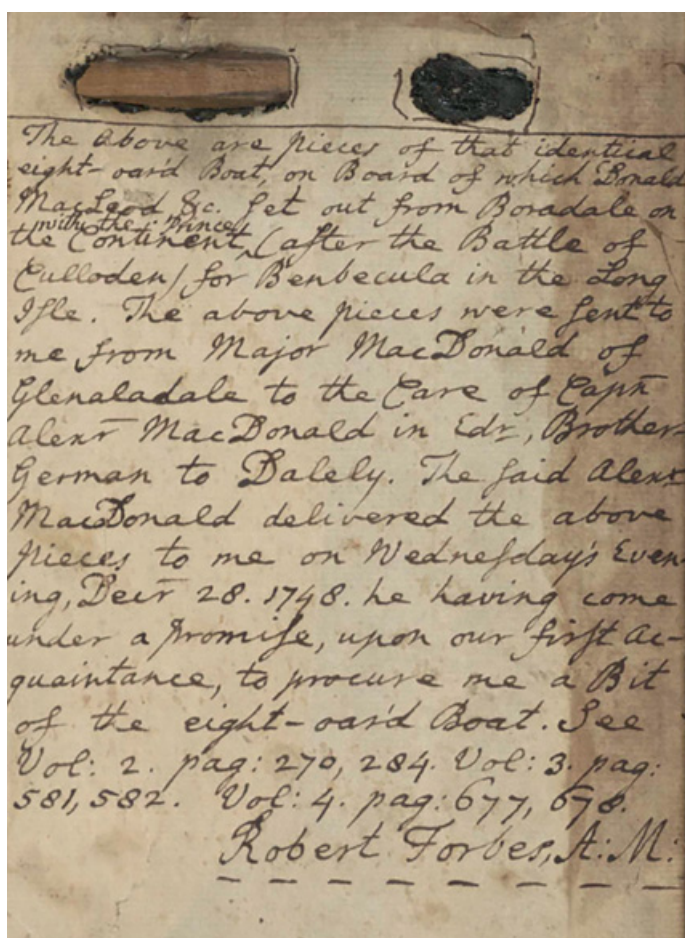 The Above are pieces of that identical
eight-oar'd Boat, on Board of which Donald
MacLeod &c. ſet out from Boradale on
with the Prince
the Continent, (after the Battle of
Culloden) for Benbecula in the Long
Iſle. The above pieces were ſent to
me from Major MacDonald of
Glenaladale to the Care of Capn
Alexr MacDonald in Edr, Brother-
German to Dalely. The ſaid Alexr
MacDonald delivered the above
pieces to me on Wedneſday's Even-
ing, Decr 28. 1748. he having come
under a promiſe, upon our firſt Ac-
quaintance, to procure me a Bit
of the eight-oar'd Boat. See
Vol: 2. pag: 270, 284. Vol: 3. pag:
581, 582. Vol: 4. pag: 677, 678.
Robert Forbes, A: M: